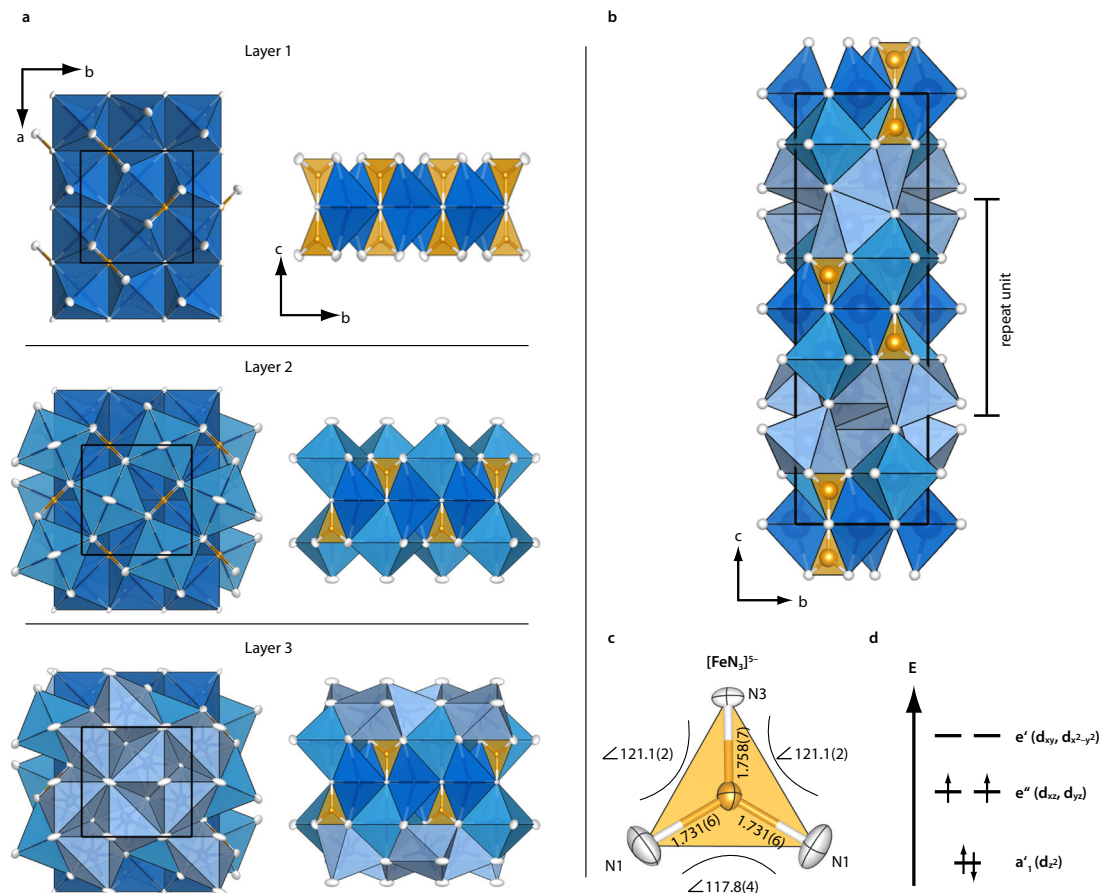 a
Layer 1
b
a
c
b
Layer 2
Layer 3
b
repeat unit
c
b
c
[FeN₃]⁵⁻
N3
∠121.1(2)
∠121.1(2)
1.758(7)
1.731(6)
1.731(6)
N1
N1
∠117.8(4)
d
E
e‘ (dxy, dx²–y²)
e“ (dxz, dyz)
a‘₁ (dz²)